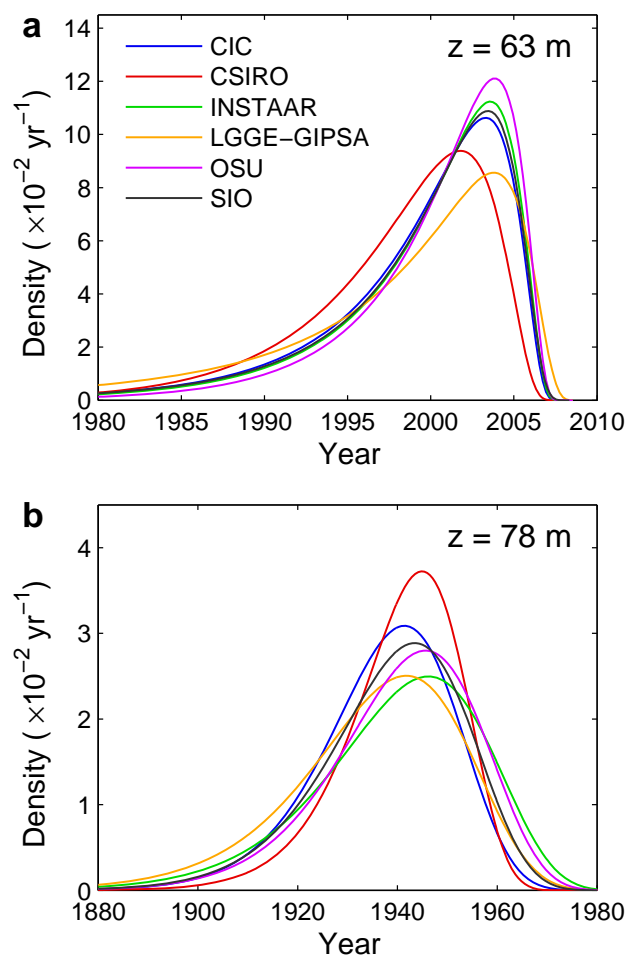 a
z = 63 m
CIC
CSIRO
INSTAAR
LGGE−GIPSA
OSU
SIO
Density ( ×10⁻² yr⁻¹)
14
12
10
8
6
4
2
0
1980 1985 1990 1995 2000 2005 2010
Year
b
z = 78 m
Density ( ×10⁻² yr⁻¹)
4
3
2
1
0
1880 1900 1920 1940 1960 1980
Year